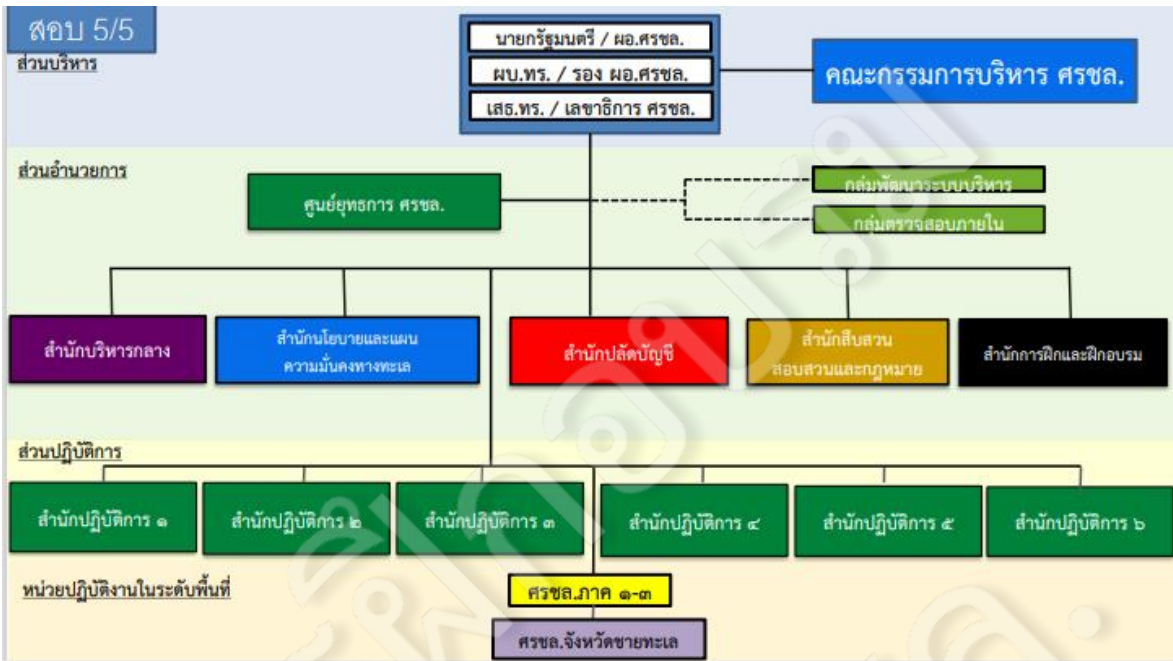 สอบ 5/5
ส่วนบริหาร
นายกรัฐมนตรี / ผอ.ศรชล.
ผบ.ทร. / รอง ผอ.ศรชล.
เสธ.ทร. / เลขาธิการ ศรชล.
คณะกรรมการบริหาร ศรชล.
ส่วนอำนวยการ
ศูนย์ยุทธการ ศรชล.
กลุ่มพัฒนาระบบบริหาร
กลุ่มตรวจสอบภายใน
สำนักบริหารกลาง
สำนักนโยบายและแผน
ความมั่นคงทางทะเล
สำนักปลัดบัญชี
สำนักสืบสวน
สอบสวนและกฎหมาย
สำนักการฝึกและฝึกอบรม
ส่วนปฏิบัติการ
สำนักปฏิบัติการ ๑
สำนักปฏิบัติการ ๒
สำนักปฏิบัติการ ๓
สำนักปฏิบัติการ ๔
สำนักปฏิบัติการ ๕
สำนักปฏิบัติการ ๖
หน่วยปฏิบัติงานในระดับพื้นที่
ศรชล.ภาค ๑-๓
ศรชล.จังหวัดชายทะเล